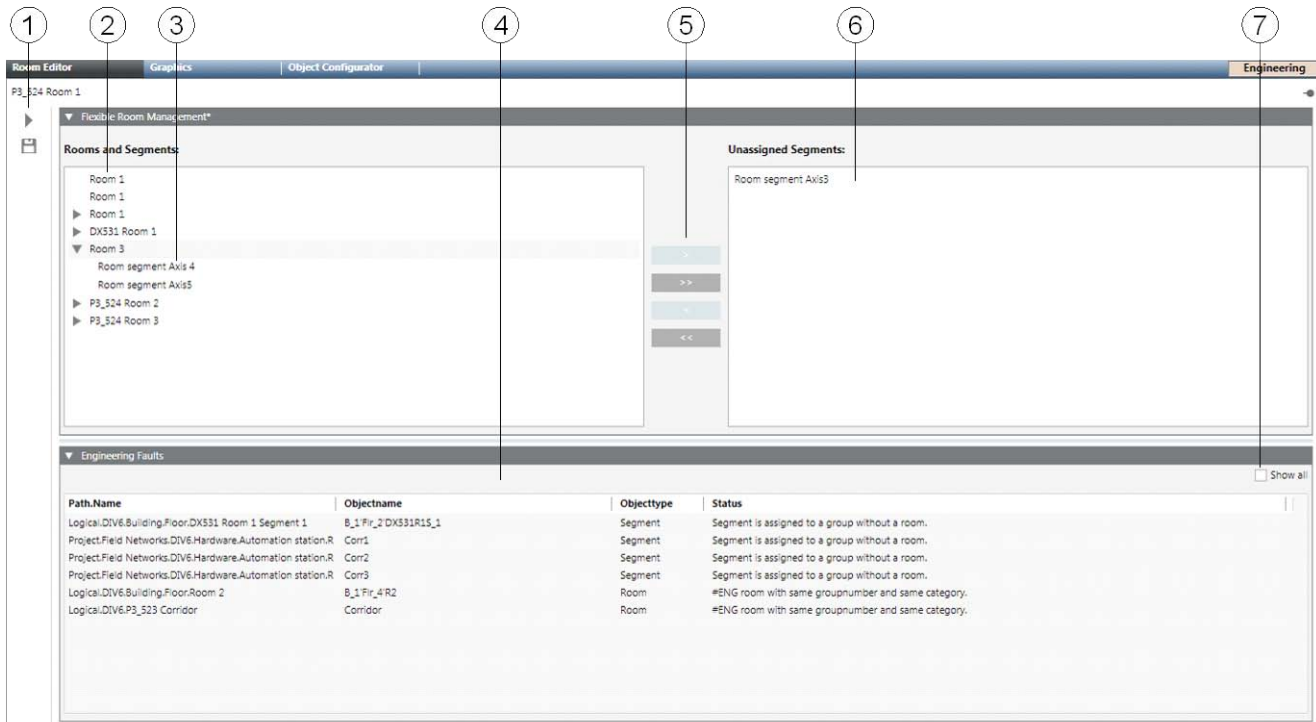 1 2 3 4 5 6 7
Room Editor Graphics Object Configurator Engineering
P3_524 Room 1
Flexible Room Management*
Rooms and Segments: Unassigned Segments:
Room 1 Room segment Axis3
Room 1
Room 1
DX531 Room 1
Room 3
Room segment Axis 4
Room segment Axis5
P3_524 Room 2
P3_524 Room 3
>
>>
<
<<
Engineering Faults
Show all
Path.Name Objectname Objecttype Status
Logical.DIV6.Building.Floor.DX531 Room 1 Segment 1 B_1'Flr_2'DX531R1S_1 Segment Segment is assigned to a group without a room.
Project.Field Networks.DIV6.Hardware.Automation station.R Corr1 Segment Segment is assigned to a group without a room.
Project.Field Networks.DIV6.Hardware.Automation station.R Corr2 Segment Segment is assigned to a group without a room.
Project.Field Networks.DIV6.Hardware.Automation station.R Corr3 Segment Segment is assigned to a group without a room.
Logical.DIV6.Building.Floor.Room 2 B_1'Flr_4'R2 Room #ENG room with same groupnumber and same category.
Logical.DIV6.P3_523 Corridor Corridor Room #ENG room with same groupnumber and same category.